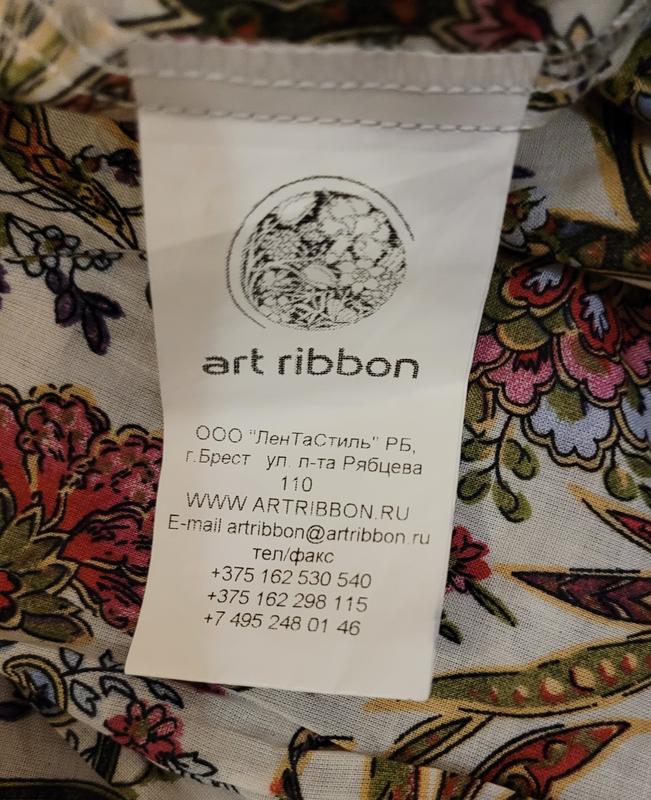 art ribbon
ООО "ЛенТаСтиль" РБ,
г.Брест ул. л-та Рябцева
110
WWW ARTRIBBON.RU
E-mail artribbon@artribbon.ru
тел/факс
+375 162 530 540
+375 162 298 115
+7 495 248 01 46